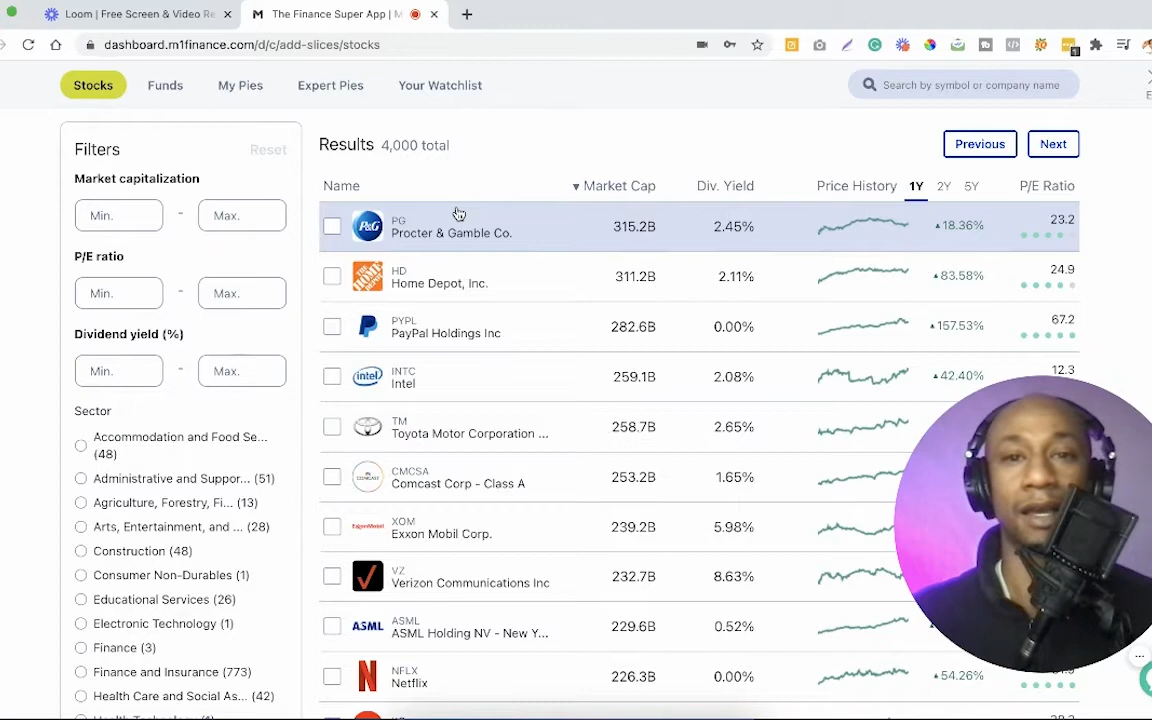 Loom | Free Screen & Video Re
The Finance Super App | M
dashboard.m1finance.com/d/c/add-slices/stocks
Stocks
Funds
My Pies
Expert Pies
Your Watchlist
Search by symbol or company name
E
Filters
Reset
Market capitalization
Min. - Max.
P/E ratio
Min. - Max.
Dividend yield (%)
Min. - Max.
Sector
Accommodation and Food Se...
(48)
Administrative and Suppor... (51)
Agriculture, Forestry, Fi... (13)
Arts, Entertainment, and ... (28)
Construction (48)
Consumer Non-Durables (1)
Educational Services (26)
Electronic Technology (1)
Finance (3)
Finance and Insurance (773)
Health Care and Social As... (42)
Results 4,000 total
Previous
Next
Name ▼ Market Cap Div. Yield Price History 1Y 2Y 5Y P/E Ratio
P&G PG
Procter & Gamble Co. 315.2B 2.45% 18.36% 23.2
HD
Home Depot, Inc. 311.2B 2.11% 83.58% 24.9
PYPL
PayPal Holdings Inc 282.6B 0.00% 157.53% 67.2
intel INTC
Intel 259.1B 2.08% 42.40% 12.3
TM
Toyota Motor Corporation ... 258.7B 2.65%
COMCAST CMCSA
Comcast Corp - Class A 253.2B 1.65%
ExxonMobil XOM
Exxon Mobil Corp. 239.2B 5.98%
VZ
Verizon Communications Inc 232.7B 8.63%
ASML ASML
ASML Holding NV - New Y... 229.6B 0.52%
N NFLX
Netflix 226.3B 0.00% 54.26%